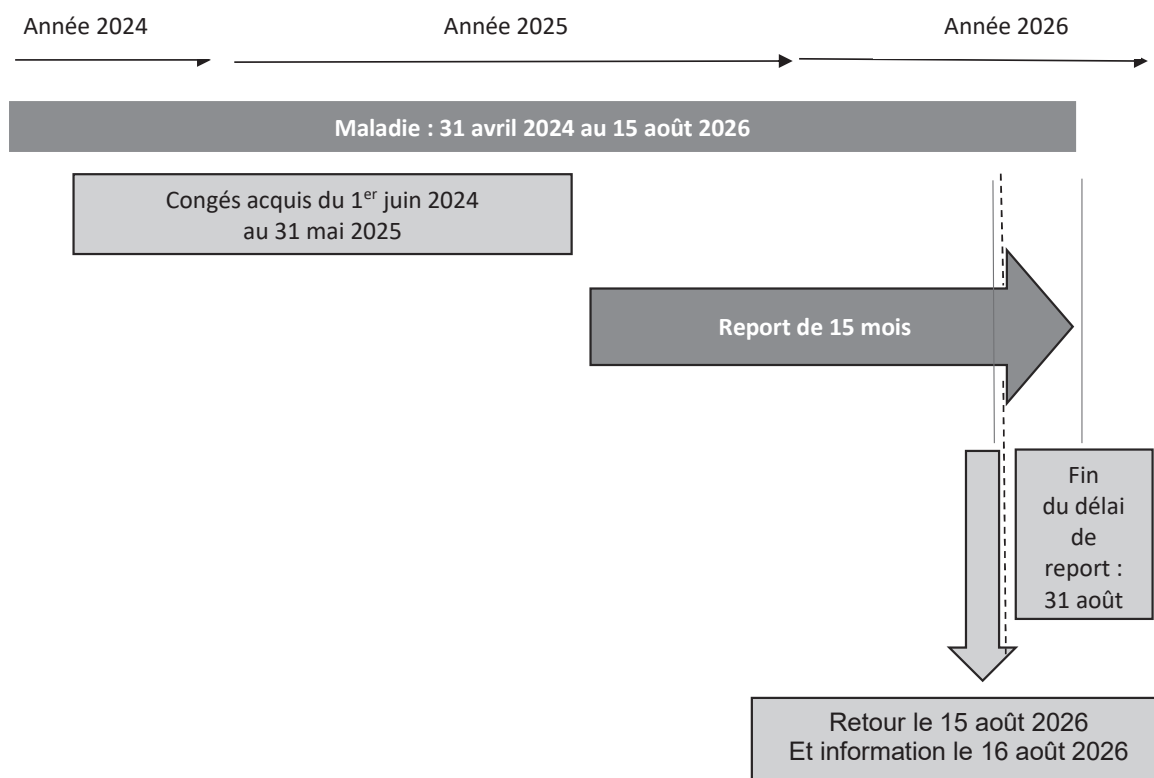 Année 2024
Année 2025
Année 2026
Maladie : 31 avril 2024 au 15 août 2026
Congés acquis du 1er juin 2024
au 31 mai 2025
Report de 15 mois
Fin
du délai
de
report :
31 août
Retour le 15 août 2026
Et information le 16 août 2026